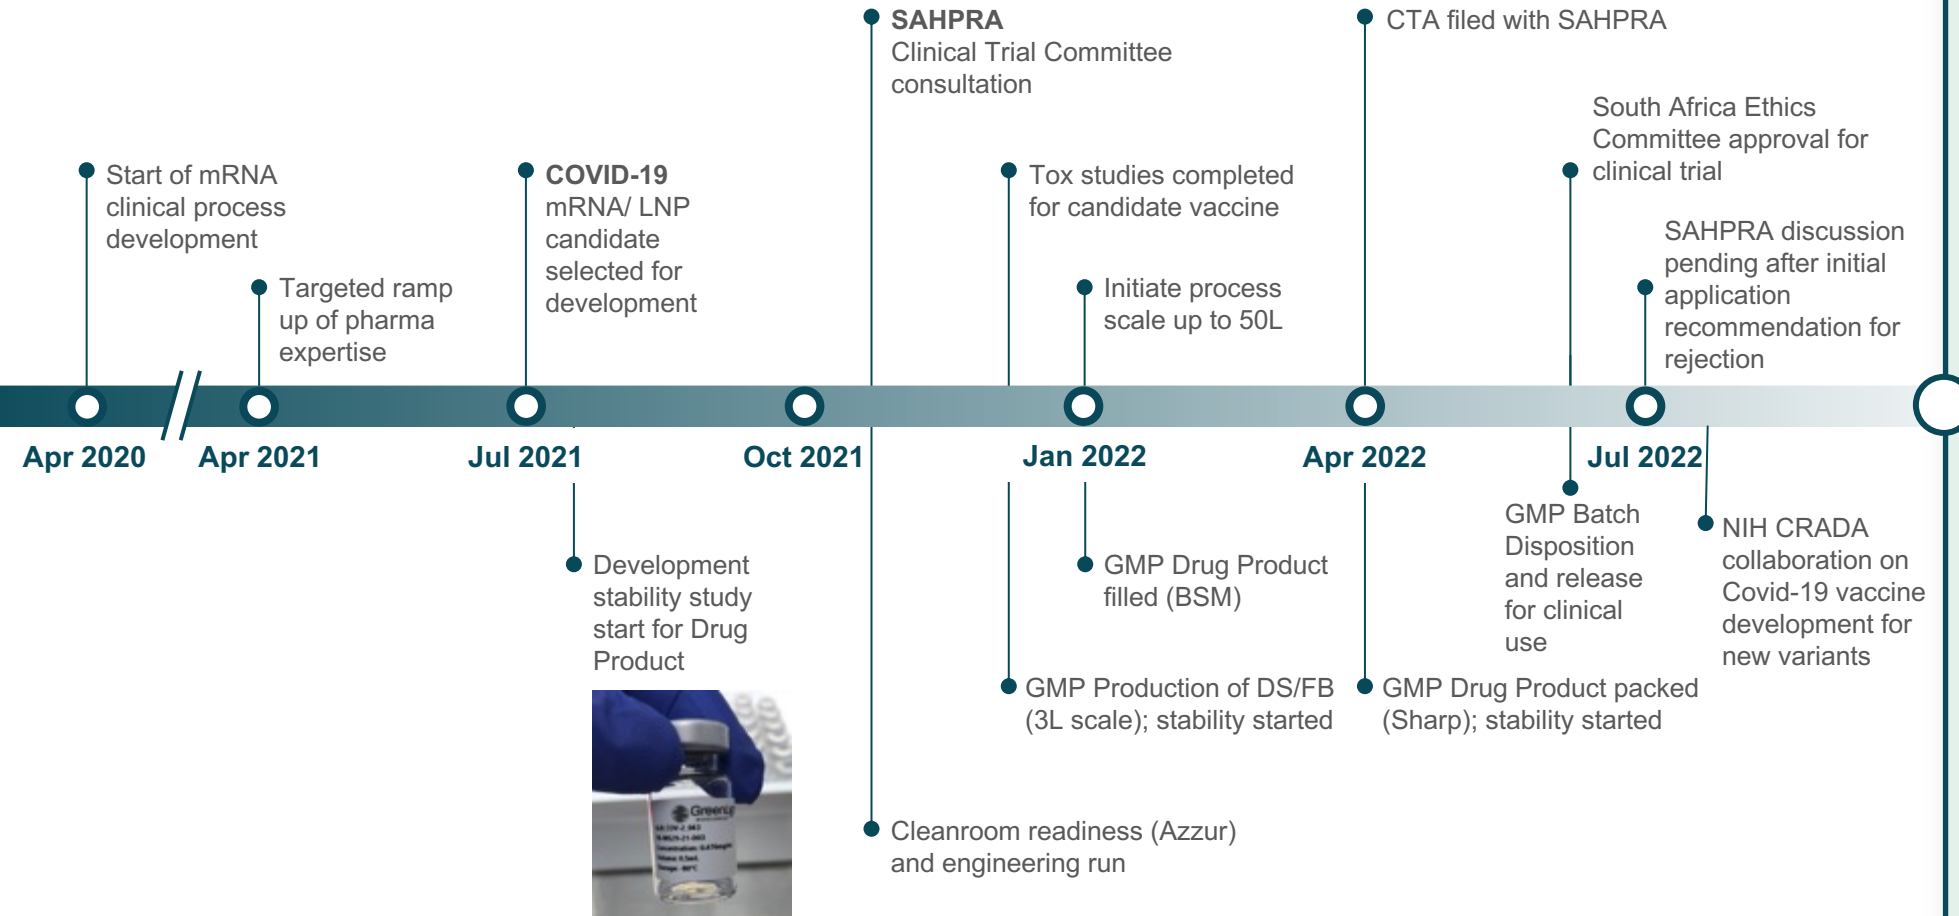 SAHPRA
Clinical Trial Committee
consultation
CTA filed with SAHPRA
South Africa Ethics
Committee approval for
clinical trial
Start of mRNA
clinical process
development
COVID-19
mRNA/ LNP
candidate
selected for
development
Tox studies completed
for candidate vaccine
SAHPRA discussion
pending after initial
application
recommendation for
rejection
Targeted ramp
up of pharma
expertise
Initiate process
scale up to 50L
Apr 2020
Apr 2021
Jul 2021
Oct 2021
Jan 2022
Apr 2022
Jul 2022
GMP Batch
Disposition
and release
for clinical
use
NIH CRADA
collaboration on
Covid-19 vaccine
development for
new variants
Development
stability study
start for Drug
Product
GMP Drug Product
filled (BSM)
GMP Production of DS/FB
(3L scale); stability started
GMP Drug Product packed
(Sharp); stability started
Cleanroom readiness (Azzur)
and engineering run